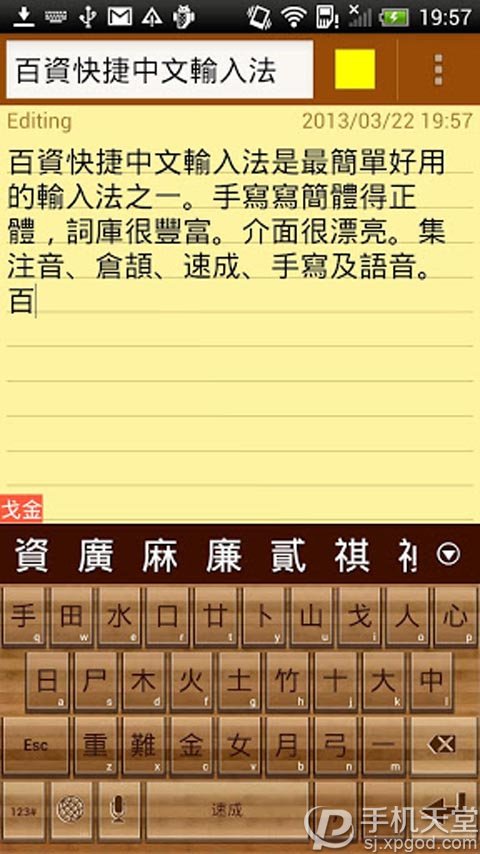 19:57
百資快捷中文輸入法
Editing
2013/03/22 19:57
百資快捷中文輸入法是最簡單好用
的輸入法之一。手寫寫簡體得正
體，詞庫很豐富。介面很漂亮。集
注音、倉頡、速成、手寫及語音。
百
戈金
資 廣 麻 廉 貳 祺
手 田 水 口 廿 卜 山 戈 人 心
q w e r t y u i o p
日 尸 木 火 土 竹 十 大 中
a s d f g h j k l
Esc 重 難 金 女 月 弓 一
z x c v b n m
123# 速成
手机天堂
sj.xpgod.com